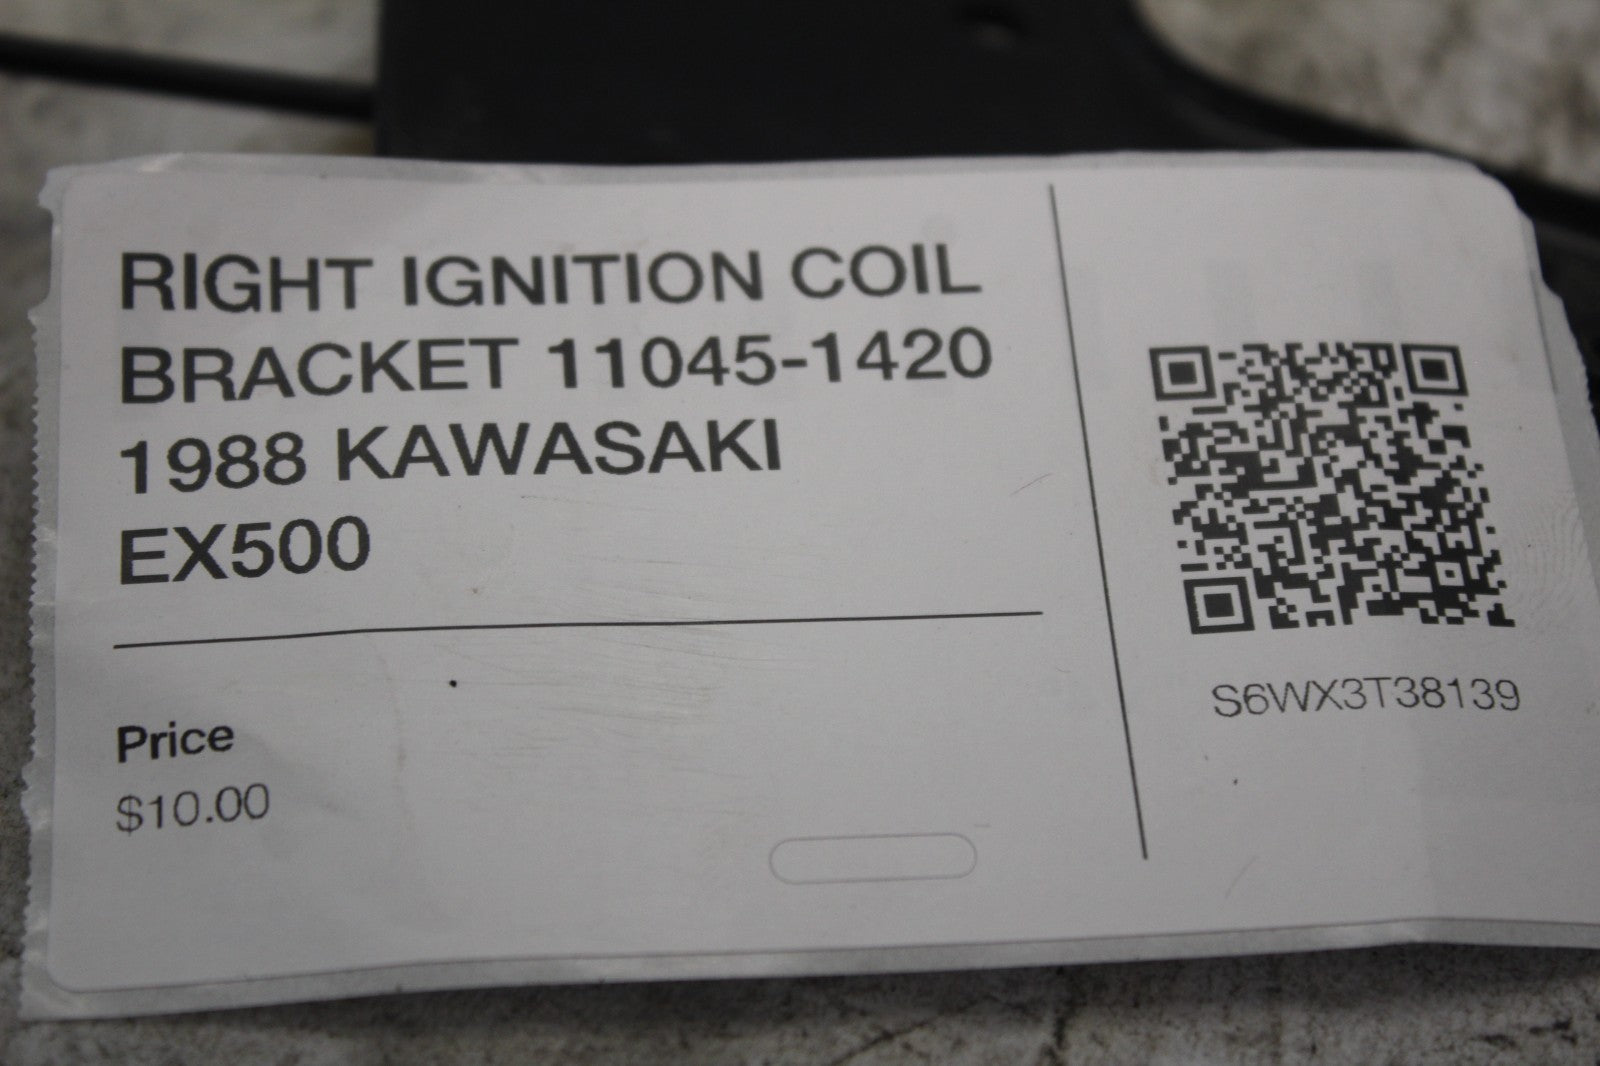 RIGHT IGNITION COIL
BRACKET 11045-1420
1988 KAWASAKI
EX500
Price
$10.00
S6WX3T38139